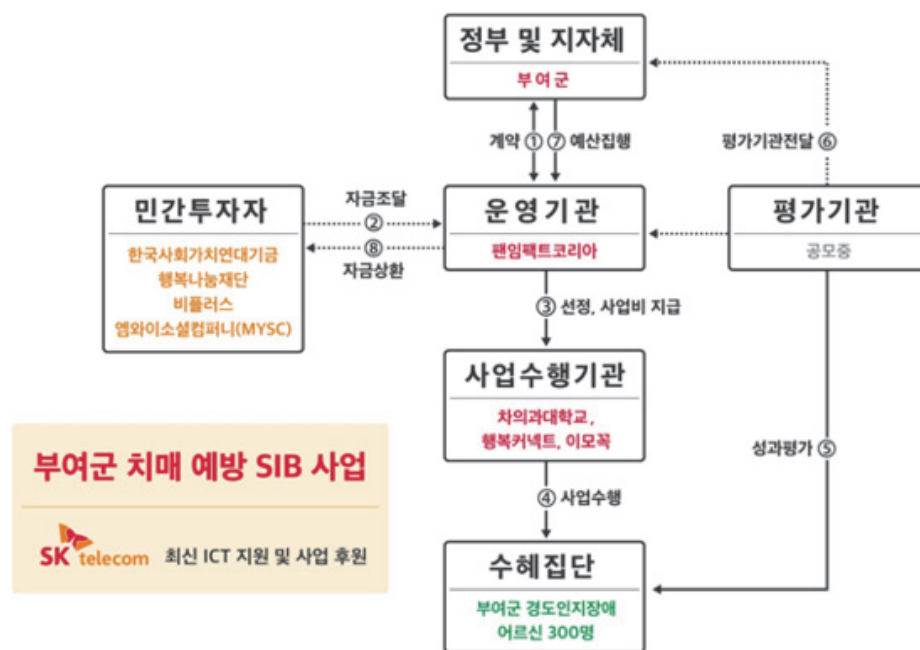 정부 및 지자체
부여군
계약 ① ⑦ 예산집행
평가기관전달 ⑥
민간투자자
한국사회가치연대기금
행복나눔재단
비플러스
엠와이소셜컴퍼니(MYSC)
자금조달
②
⑧
자금상환
운영기관
팬임팩트코리아
평가기관
공모중
③ 선정, 사업비 지급
사업수행기관
차의과대학교,
행복커넥트, 이모꼭
성과평가 ⑤
④ 사업수행
수혜집단
부여군 경도인지장애
어르신 300명
부여군 치매 예방 SIB 사업
SK telecom 최신 ICT 지원 및 사업 후원